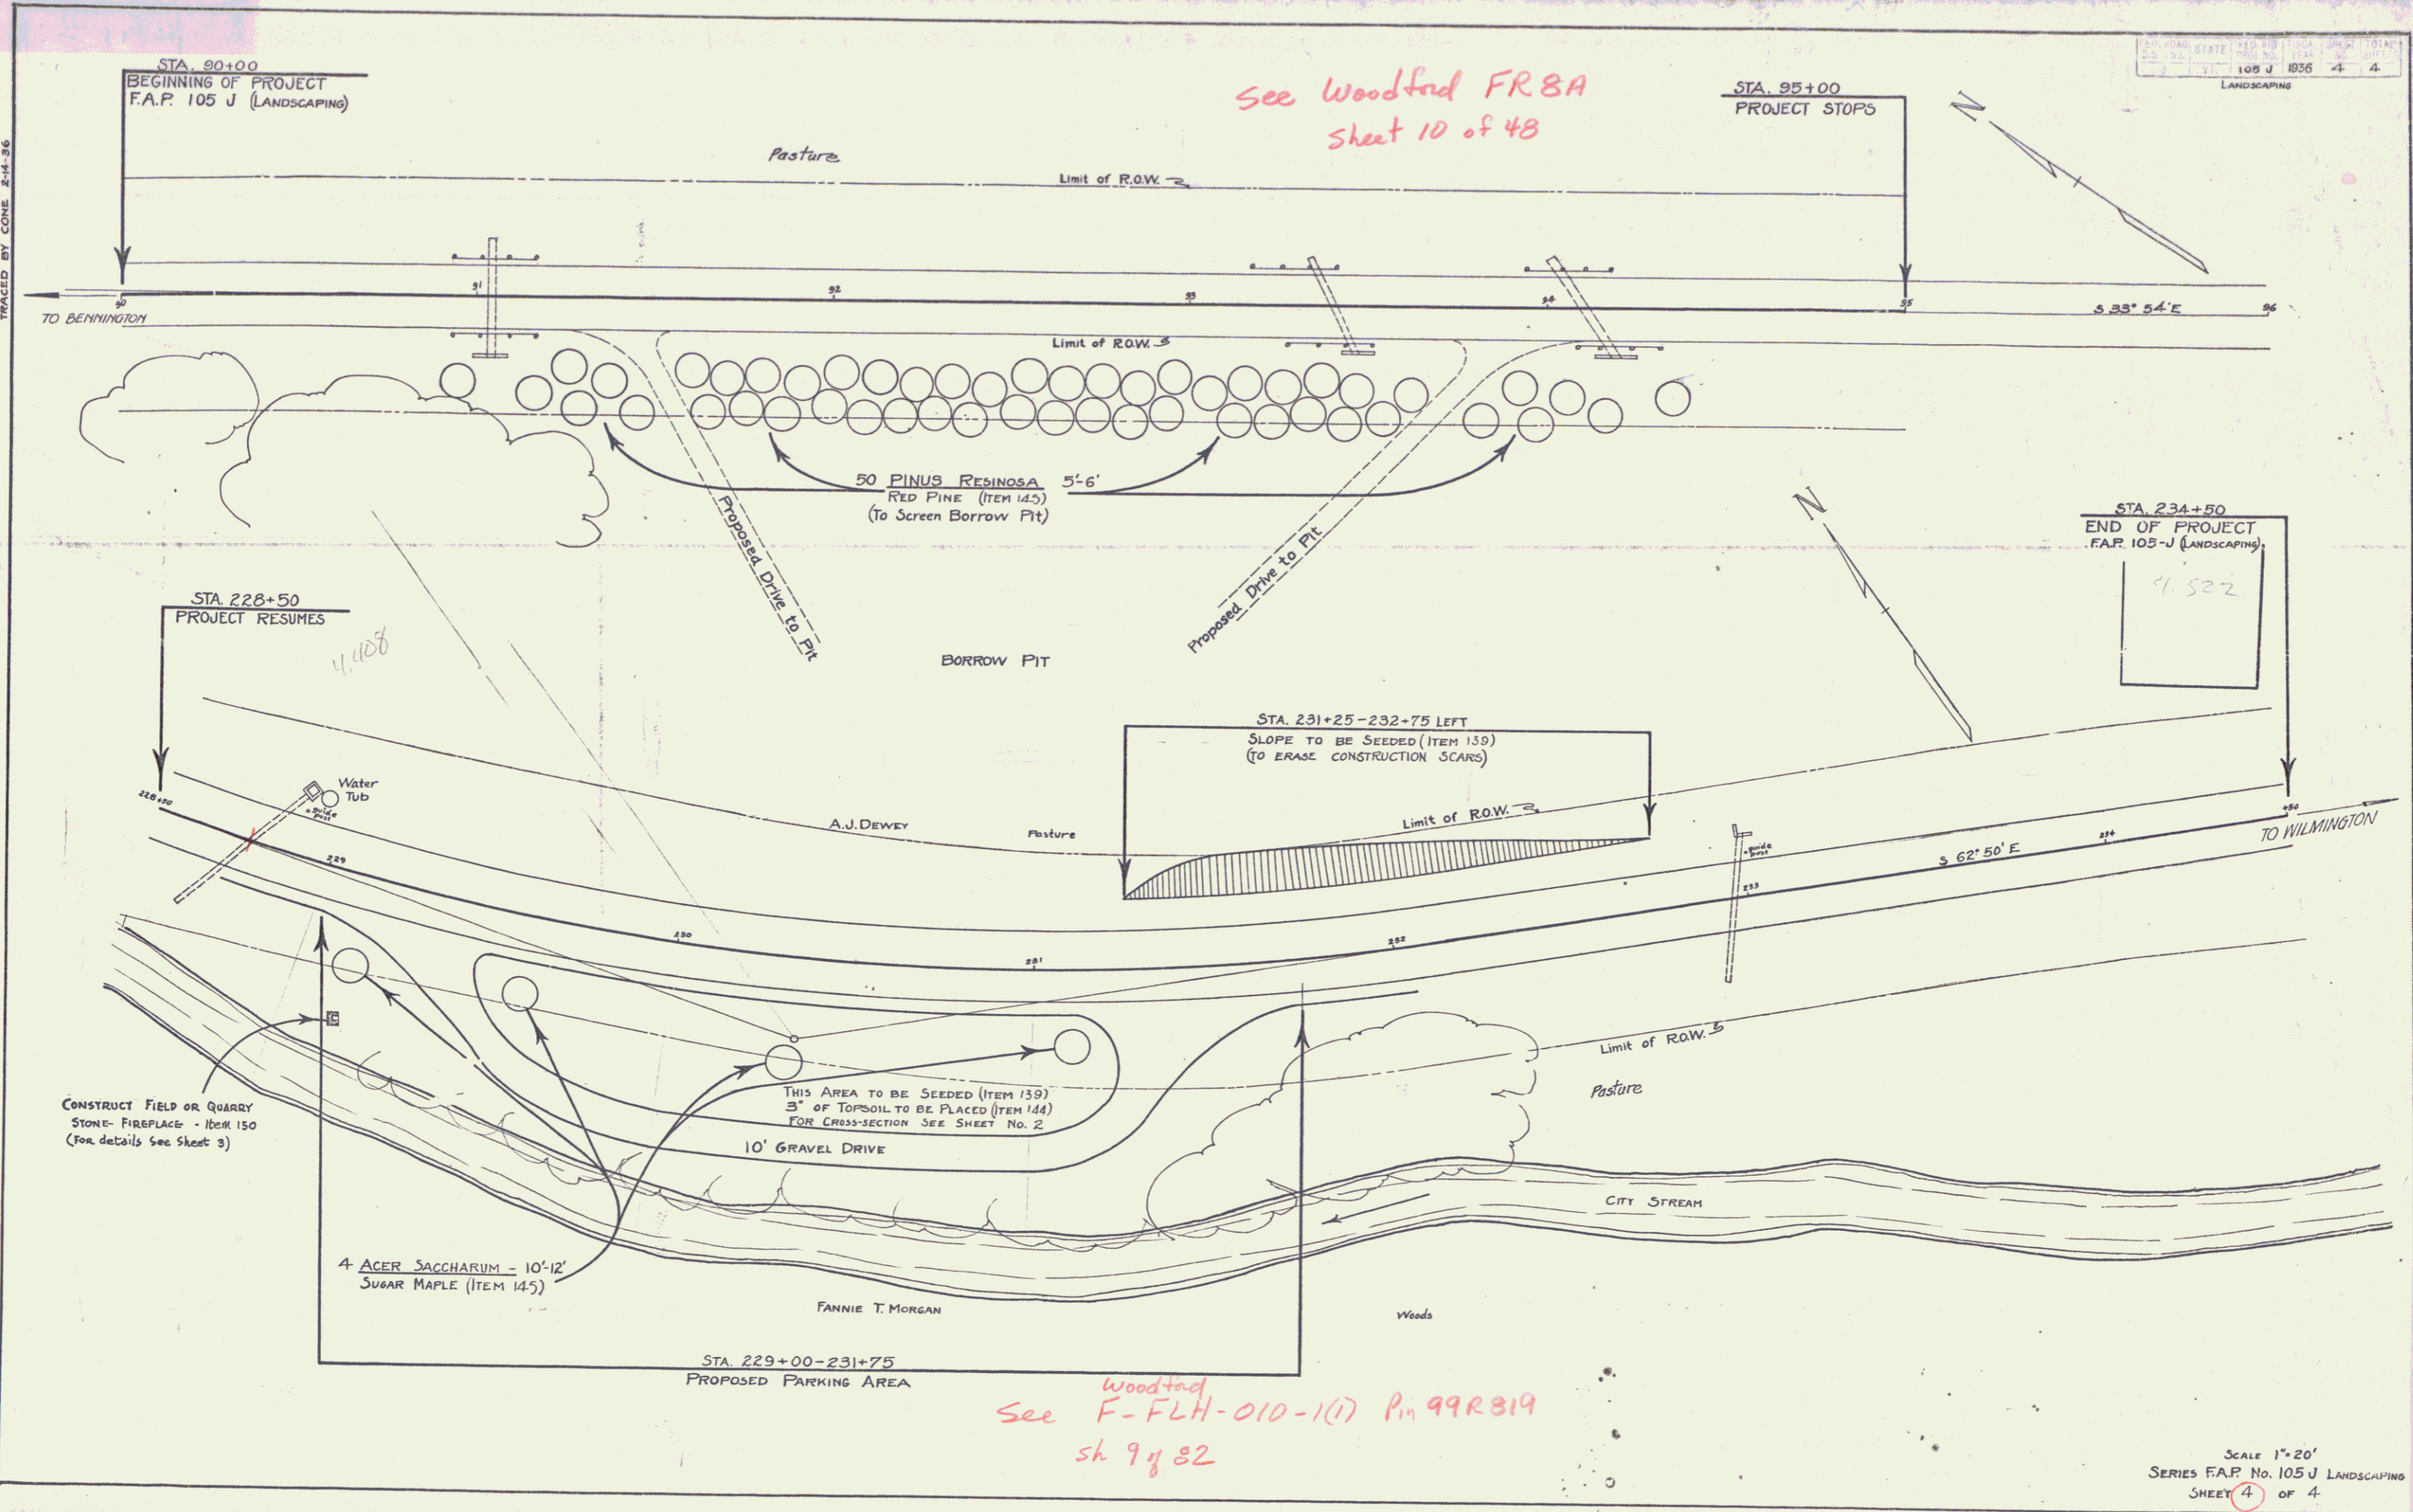 TRACED BY CONE 2-14-36
STA. 90+00
BEGINNING OF PROJECT
F.A.P. 105 J (LANDSCAPING)
See Woodford FR8A
Sheet 10 of 48
STA. 95+00
PROJECT STOPS
STATE
105 J 1936 4 4
LANDSCAPING
N
Pasture
Limit of R.O.W.
90 91 92 93 94 95 96
TO BENNINGTON
S 33° 54' E
Limit of R.O.W.
50 PINUS RESINOSA 5'-6'
RED PINE (ITEM 145)
(To Screen Borrow Pit)
Proposed Drive to Pit
Proposed Drive to Pit
BORROW PIT
N
STA. 234+50
END OF PROJECT
F.A.P. 105-J (LANDSCAPING)
4.522
STA. 228+50
PROJECT RESUMES
4.408
STA. 231+25-232+75 LEFT
SLOPE TO BE SEEDED (ITEM 139)
(TO ERASE CONSTRUCTION SCARS)
228+50
Water
Tub
guide
post
A.J. DEWEY
Pasture
Limit of R.O.W.
guide
post
229 230 231 232 233 234 +50
S 62° 50' E
TO WILMINGTON
THIS AREA TO BE SEEDED (ITEM 139)
3" OF TOPSOIL TO BE PLACED (ITEM 144)
FOR CROSS-SECTION SEE SHEET No. 2
10' GRAVEL DRIVE
Limit of R.O.W.
Pasture
CONSTRUCT FIELD OR QUARRY
STONE- FIREPLACE - Item 150
(For details See Sheet 3)
CITY STREAM
4 ACER SACCHARUM - 10'-12'
SUGAR MAPLE (ITEM 145)
FANNIE T. MORGAN
Woods
STA. 229+00-231+75
PROPOSED PARKING AREA
Woodford
See F-FLH-010-1(1) Pin 99R819
sh 9 of 82
SCALE 1"=20'
SERIES F.A.P. No. 105 J LANDSCAPING
SHEET 4 OF 4